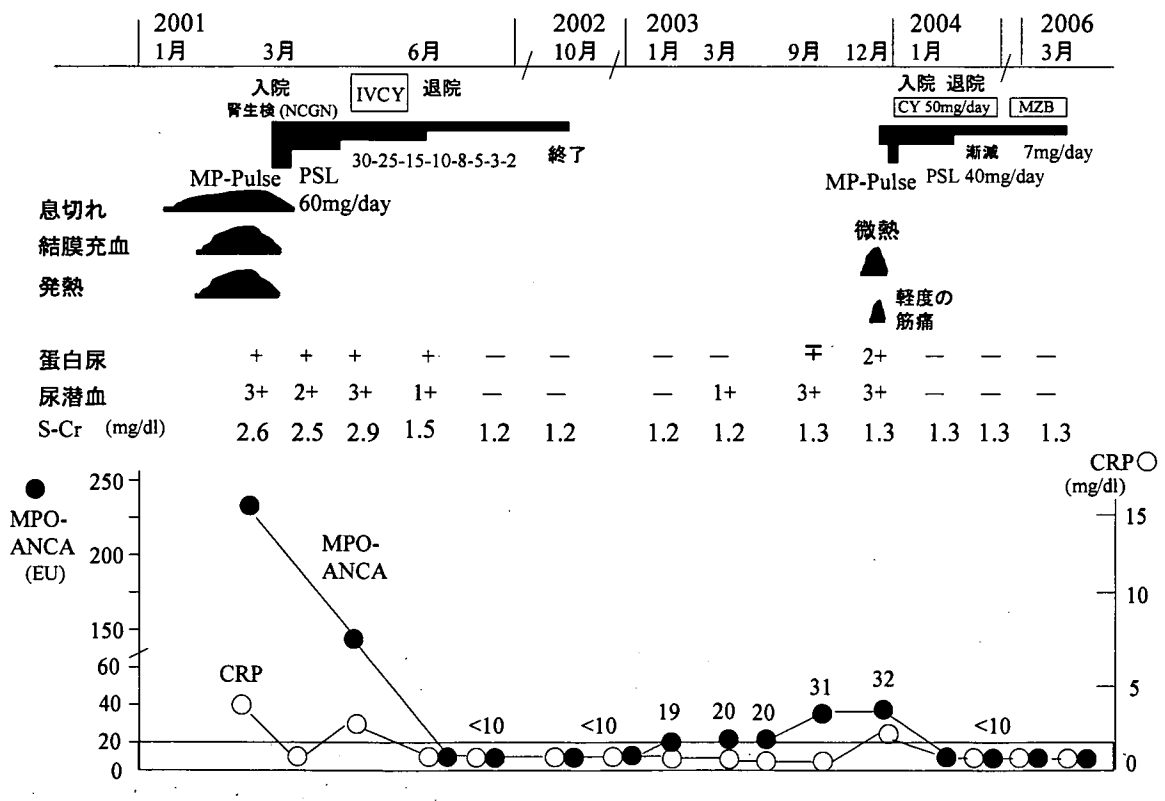 2001 2002 2003 2004 2006
1月 3月 6月 10月 1月 3月 9月 12月 1月 3月
入院 IVCY 退院 入院 退院
腎生検 (NCGN) CY 50mg/day MZB
30-25-15-10-8-5-3-2 終了 漸減 7mg/day
MP-Pulse PSL MP-Pulse PSL 40mg/day
60mg/day
息切れ
結膜充血 微熱
発熱 軽度の
筋痛
蛋白尿 + + + + − − − − ∓ 2+ − − −
尿潜血 3+ 2+ 3+ 1+ − − − 1+ 3+ 3+ − − −
S-Cr (mg/dl) 2.6 2.5 2.9 1.5 1.2 1.2 1.2 1.2 1.3 1.3 1.3 1.3 1.3
CRP
(mg/dl)
MPO-
ANCA
(EU)
250
200
150
60
40
20
0
MPO-
ANCA
CRP
<10 <10 19 20 20 31 32 <10
15
10
5
0